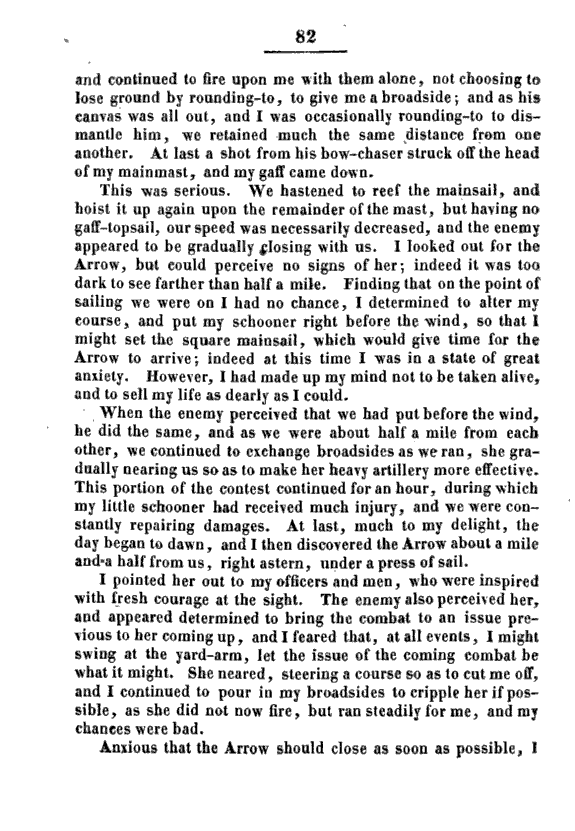 82
and continued to fire upon me with them alone, not choosing to
lose ground by rounding-to, to give me a broadside; and as his
canvas was all out, and I was occasionally rounding-to to dis-
mantle him, we retained much the same distance from one
another. At last a shot from his bow-chaser struck off the head
of my mainmast, and my gaff came down.
This was serious. We hastened to reef the mainsail, and
hoist it up again upon the remainder of the mast, but having no
gaff-topsail, our speed was necessarily decreased, and the enemy
appeared to be gradually closing with us. I looked out for the
Arrow, but could perceive no signs of her; indeed it was too
dark to see farther than half a mile. Finding that on the point of
sailing we were on I had no chance, I determined to alter my
course, and put my schooner right before the wind, so that I
might set the square mainsail, which would give time for the
Arrow to arrive; indeed at this time I was in a state of great
anxiety. However, I had made up my mind not to be taken alive,
and to sell my life as dearly as I could.
When the enemy perceived that we had put before the wind,
he did the same, and as we were about half a mile from each
other, we continued to exchange broadsides as we ran, she gra-
dually nearing us so as to make her heavy artillery more effective.
This portion of the contest continued for an hour, during which
my little schooner had received much injury, and we were con-
stantly repairing damages. At last, much to my delight, the
day began to dawn, and I then discovered the Arrow about a mile
and-a half from us, right astern, under a press of sail.
I pointed her out to my officers and men, who were inspired
with fresh courage at the sight. The enemy also perceived her,
and appeared determined to bring the combat to an issue pre-
vious to her coming up, and I feared that, at all events, I might
swing at the yard-arm, let the issue of the coming combat be
what it might. She neared, steering a course so as to cut me off,
and I continued to pour in my broadsides to cripple her if pos-
sible, as she did not now fire, but ran steadily for me, and my
chances were bad.
Anxious that the Arrow should close as soon as possible, I